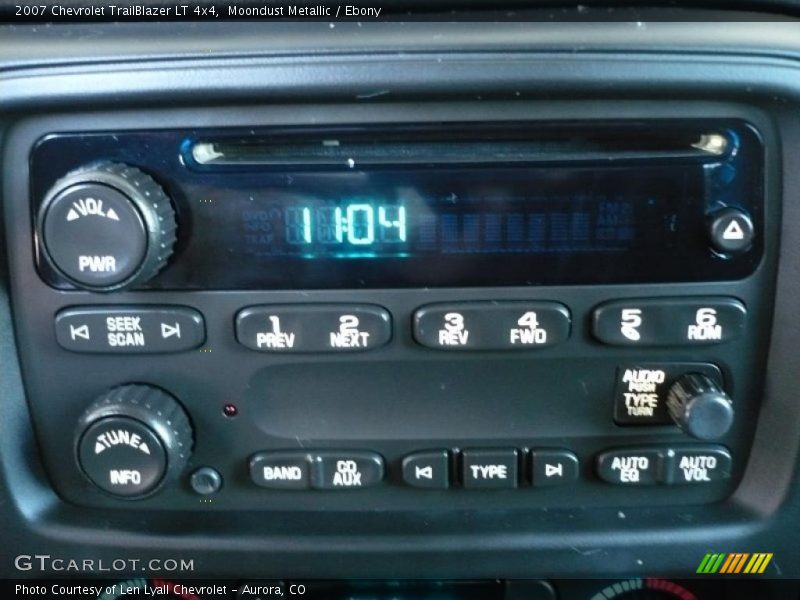 2007 Chevrolet TrailBlazer LT 4x4, Moondust Metallic / Ebony
VOL
PWR
11:04
SEEK
SCAN
1
PREV
2
NEXT
3
REV
4
FWD
5
6
RDM
AUDIO
PUSH
TYPE
TURN
TUNE
INFO
BAND
CD
AUX
TYPE
AUTO
EQ
AUTO
VOL
GTCARLOT.COM
Photo Courtesy of Len Lyall Chevrolet - Aurora, CO